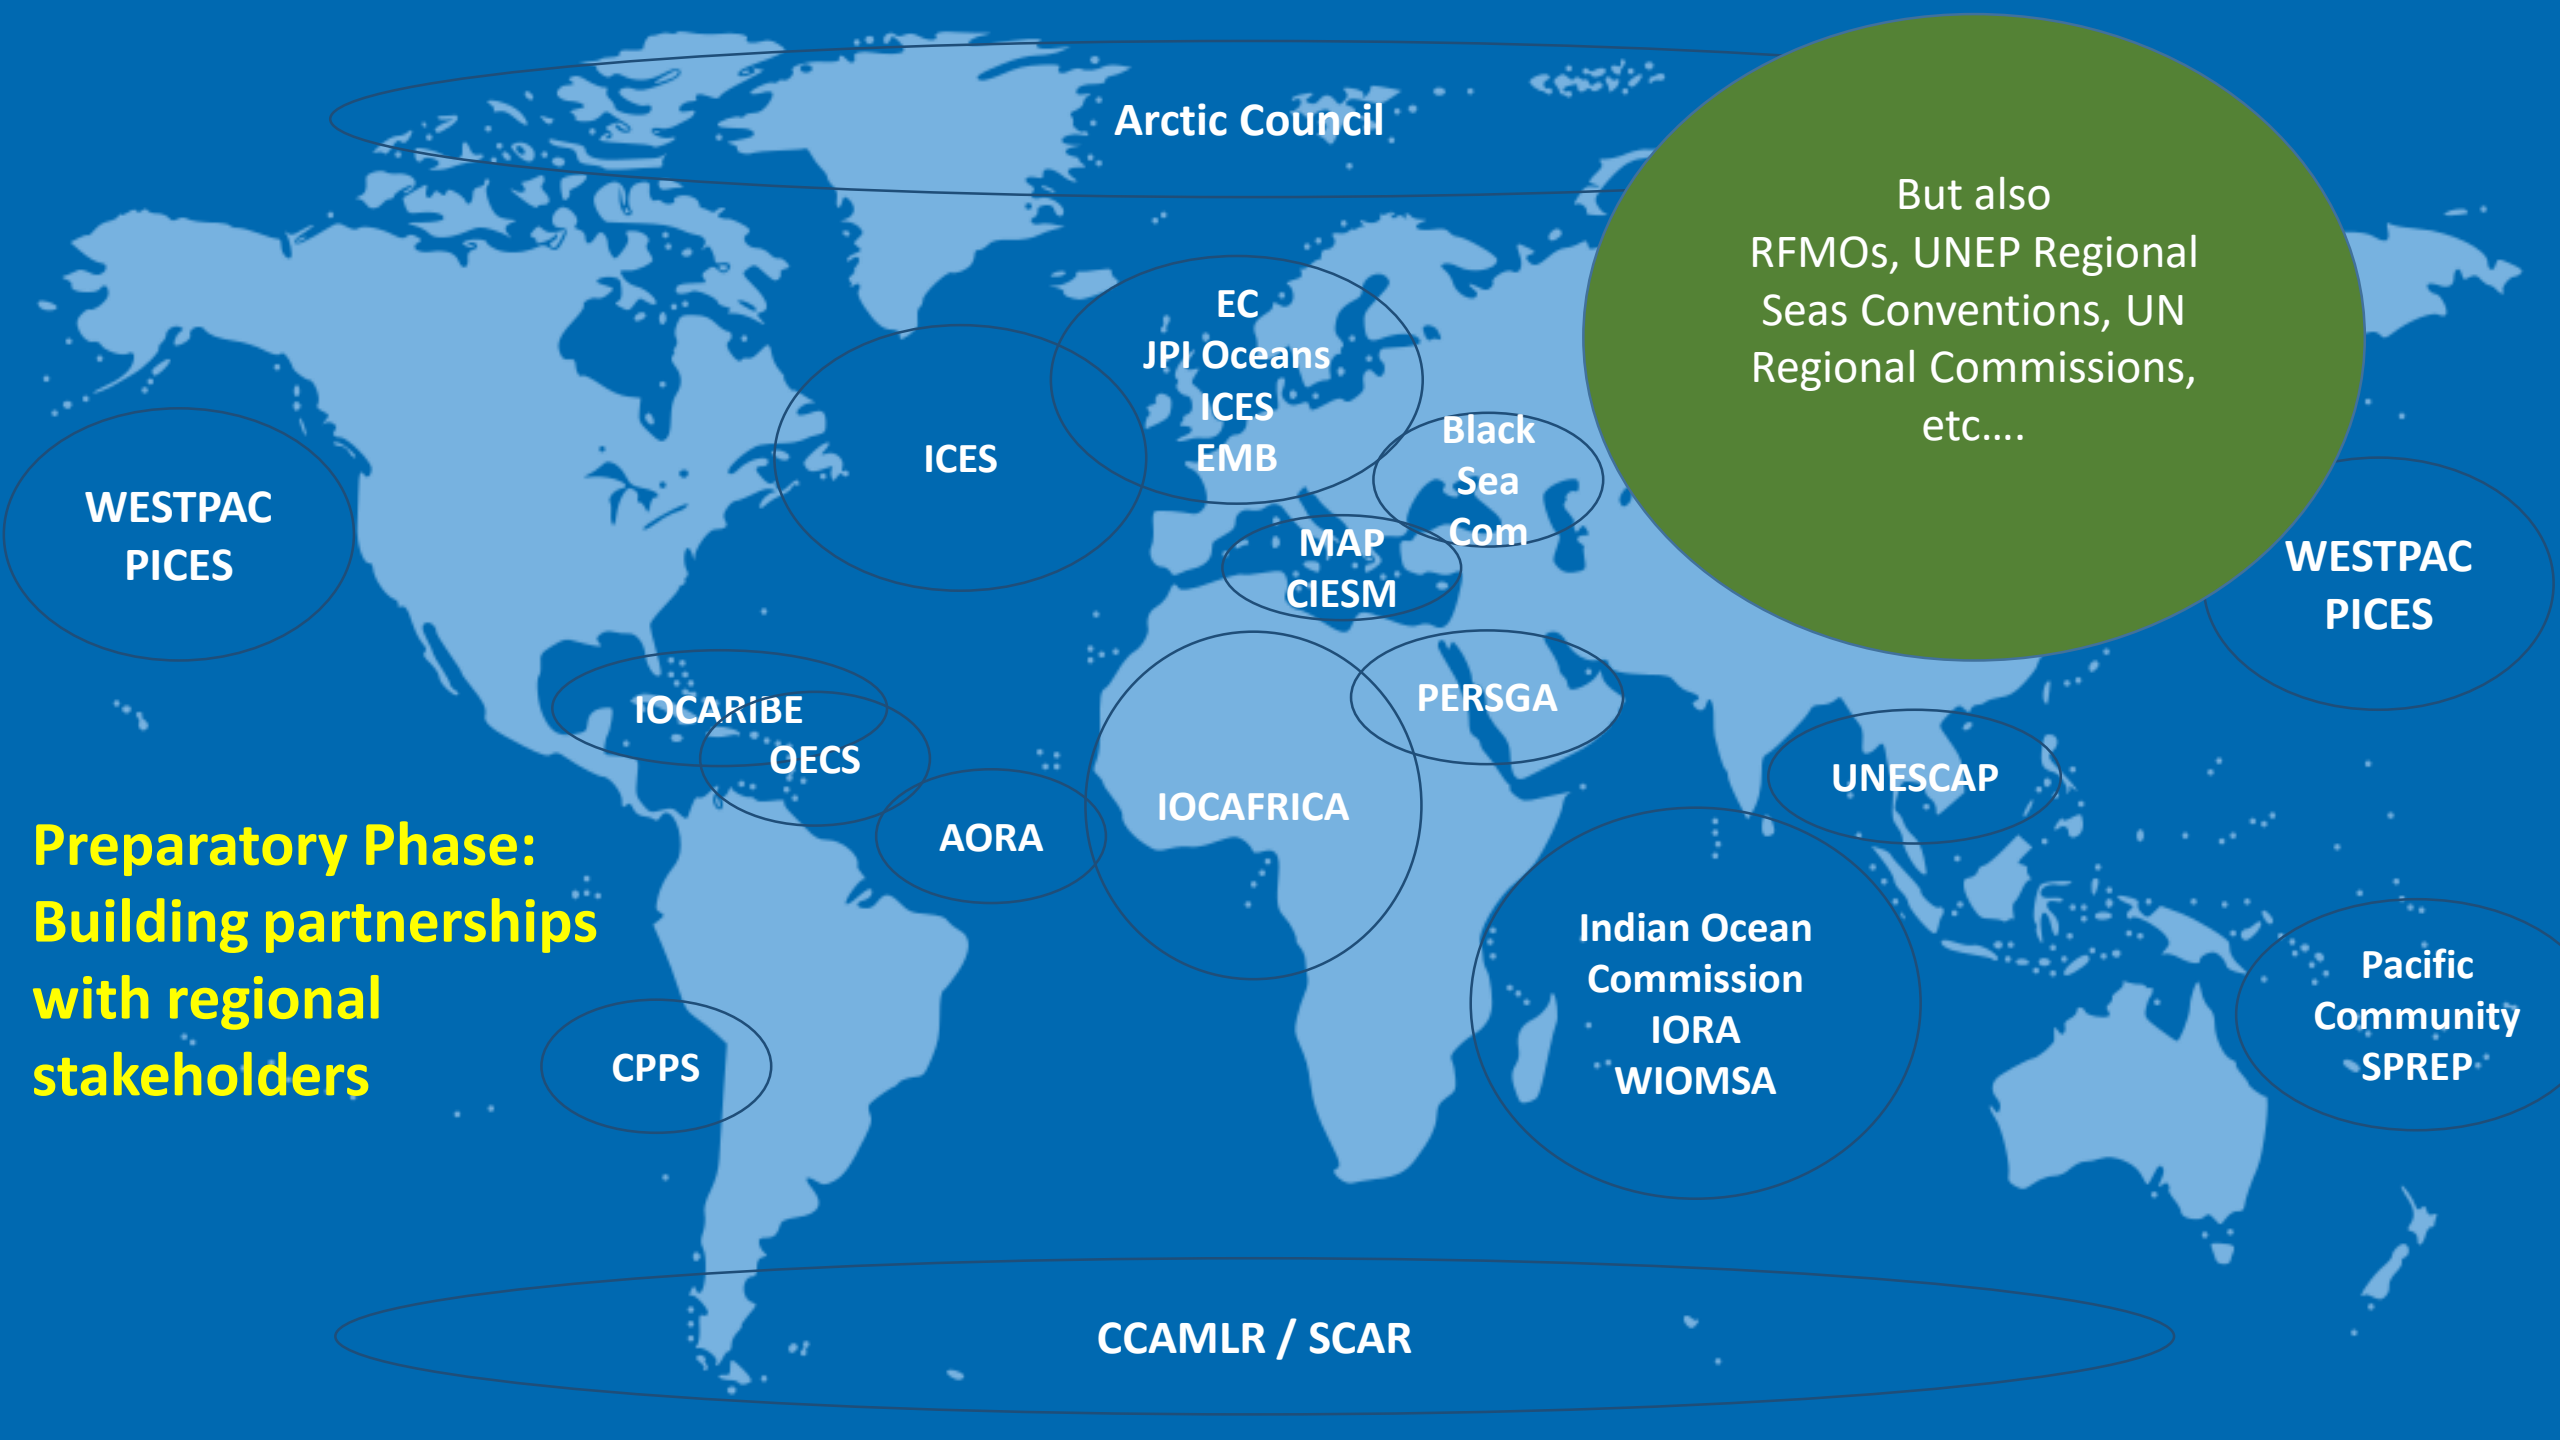 Arctic Council
But also
RFMOs, UNEP Regional
Seas Conventions, UN
Regional Commissions,
etc....
EC
JPI Oceans
ICES
EMB
ICES
Black
Sea
Com
WESTPAC
PICES
MAP
CIESM
WESTPAC
PICES
IOCARIBE
OECS
PERSGA
UNESCAP
AORA
IOCAFRICA
Preparatory Phase:
Building partnerships
with regional
stakeholders
Indian Ocean
Commission
IORA
WIOMSA
Pacific
Community
SPREP
CPPS
CCAMLR / SCAR